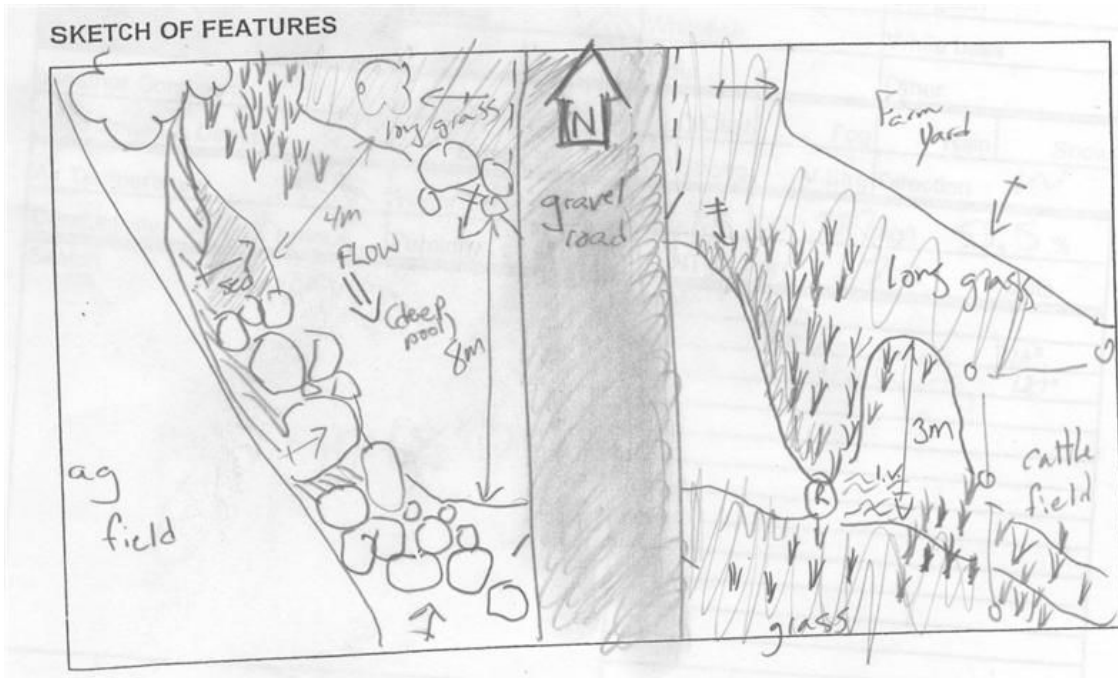 SKETCH OF FEATURES
N
long grass
Farm
yard
4m
gravel
road
FLOW
(deep
pool)
8m
sed
long grass
3m
cattle
field
ag
field
R
grass